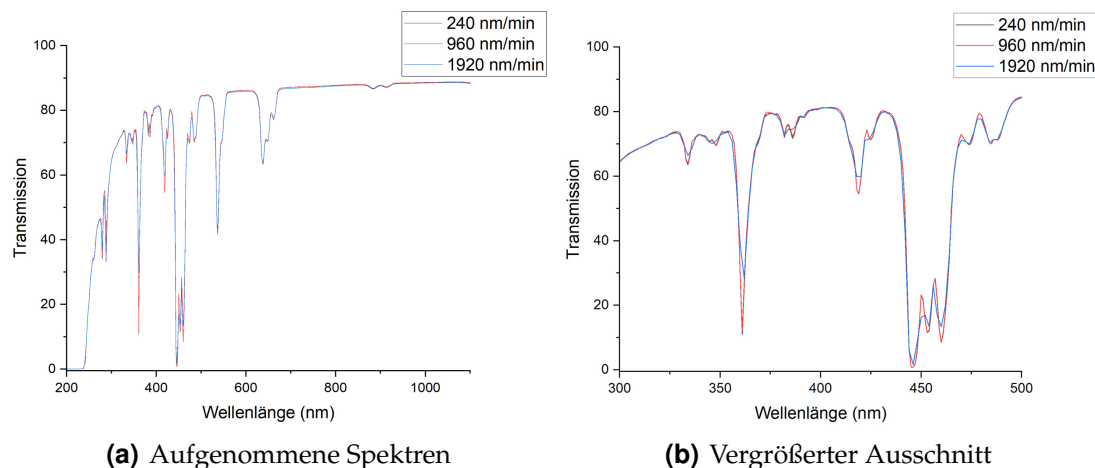 240 nm/min
960 nm/min
1920 nm/min
100
80
60
40
20
0
Transmission
200
400
600
800
1000
Wellenlänge (nm)
(a) Aufgenommene Spektren
240 nm/min
960 nm/min
1920 nm/min
100
80
60
40
20
0
Transmission
300
350
400
450
500
Wellenlänge (nm)
(b) Vergrößerter Ausschnitt